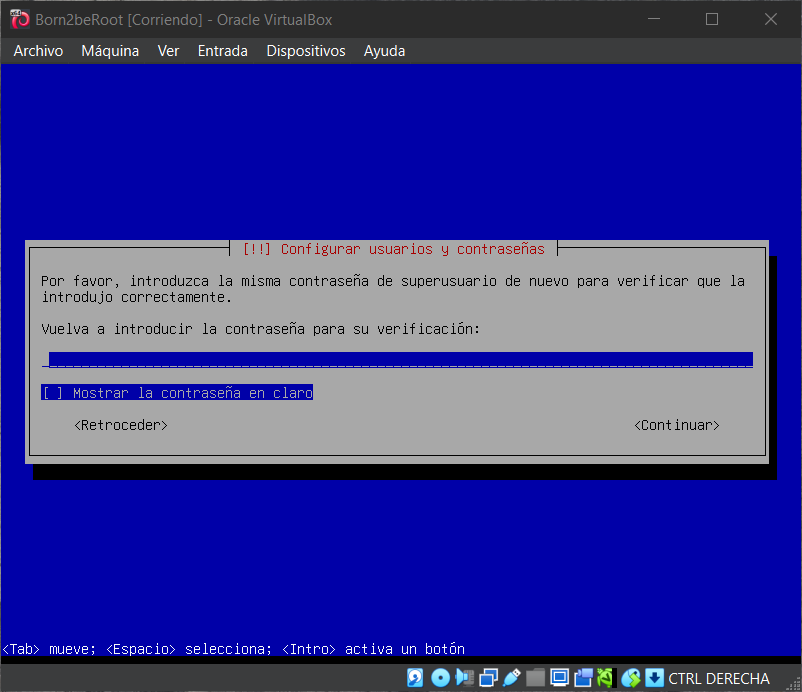 Born2beRoot [Corriendo] - Oracle VirtualBox
Archivo Máquina Ver Entrada Dispositivos Ayuda
[!!] Configurar usuarios y contraseñas
Por favor, introduzca la misma contraseña de superusuario de nuevo para verificar que la
introdujo correctamente.
Vuelva a introducir la contraseña para su verificación:
[ ] Mostrar la contraseña en claro
<Retroceder> <Continuar>
<Tab> mueve; <Espacio> selecciona; <Intro> activa un botón
CTRL DERECHA